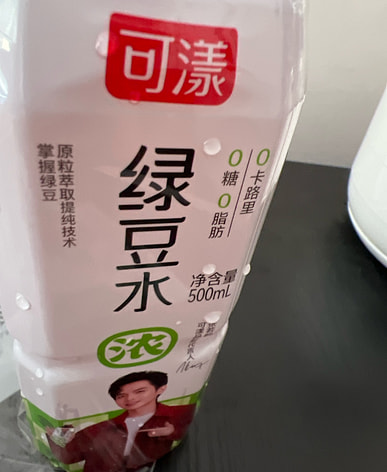 可漾
原粒萃取提纯技术
掌握绿豆
绿豆水
0糖
0卡路里
0脂肪
净含量
500mL
浓